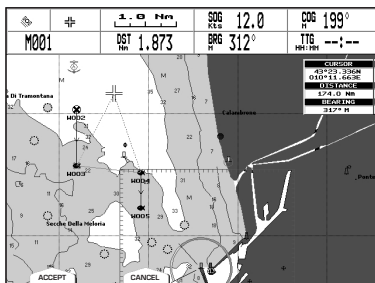 1.0 Nm
SOG Kts 12.0
COG M 199°
M001
DST Nm 1.873
BRG M 312°
TTG HH:MM --:--
CURSOR
43°23.336N
010°11.663E
DISTANCE
174.0 Nm
BEARING
317° M
Di Tramontana
Calambrone
W002
W003
W004
W005
Secche Della Meloria
Ponte
ACCEPT
CANCEL